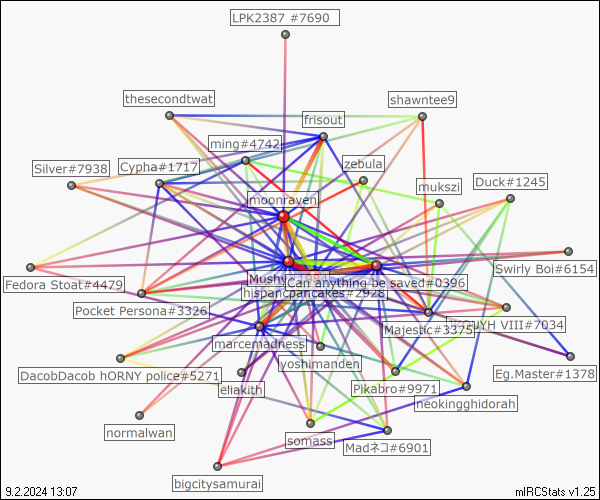 LPK2387 #7690
thesecondtwat
shawntee9
frisout
ming#4742
zebula
Silver#7938
Cypha#1717
Duck#1245
mukszi
moonraven
Swirly Boi#6154
Mushy
Can anything be saved#0396
Fedora Stoat#4479
hispancpancakes#2928
Pocket Persona#3326
Majestic#3375
YH VIII#7034
marcemadness
yoshimanden
Eg.Master#1378
DacobDacob hORNY police#5271
eliakith
Pikabro#9971
neokingghidorah
normalwan
somass
Madネコ#6901
bigcitysamurai
9.2.2024 13:07
mIRCStats v1.25